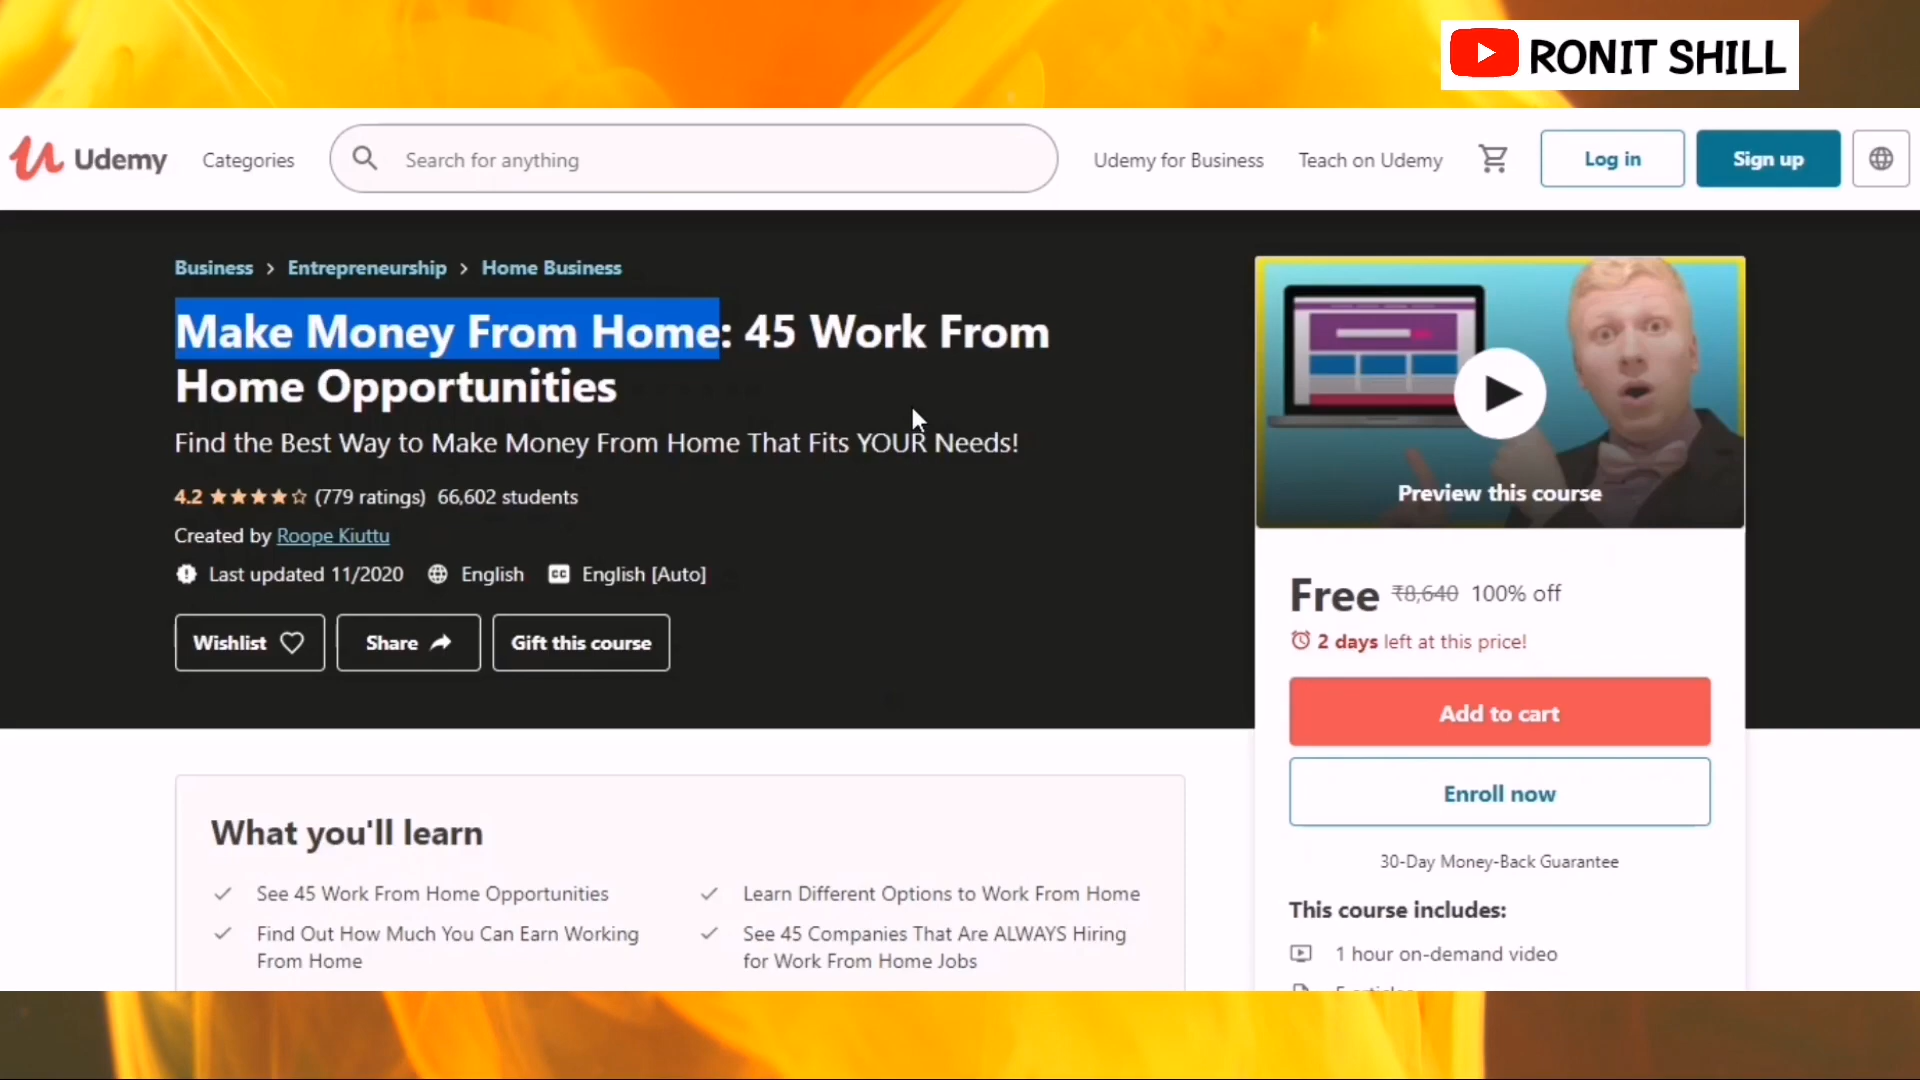 RONIT SHILL
Udemy
Categories
Search for anything
Udemy for Business
Teach on Udemy
Log in
Sign up
Business > Entrepreneurship > Home Business
Make Money From Home: 45 Work From
Home Opportunities
Find the Best Way to Make Money From Home That Fits YOUR Needs!
4.2 (779 ratings) 66,602 students
Created by Roope Kiuttu
Last updated 11/2020 English CC English [Auto]
Wishlist
Share
Gift this course
Preview this course
Free ₹8,640 100% off
2 days left at this price!
Add to cart
Enroll now
30-Day Money-Back Guarantee
This course includes:
1 hour on-demand video
What you'll learn
See 45 Work From Home Opportunities
Find Out How Much You Can Earn Working
From Home
Learn Different Options to Work From Home
See 45 Companies That Are ALWAYS Hiring
for Work From Home Jobs